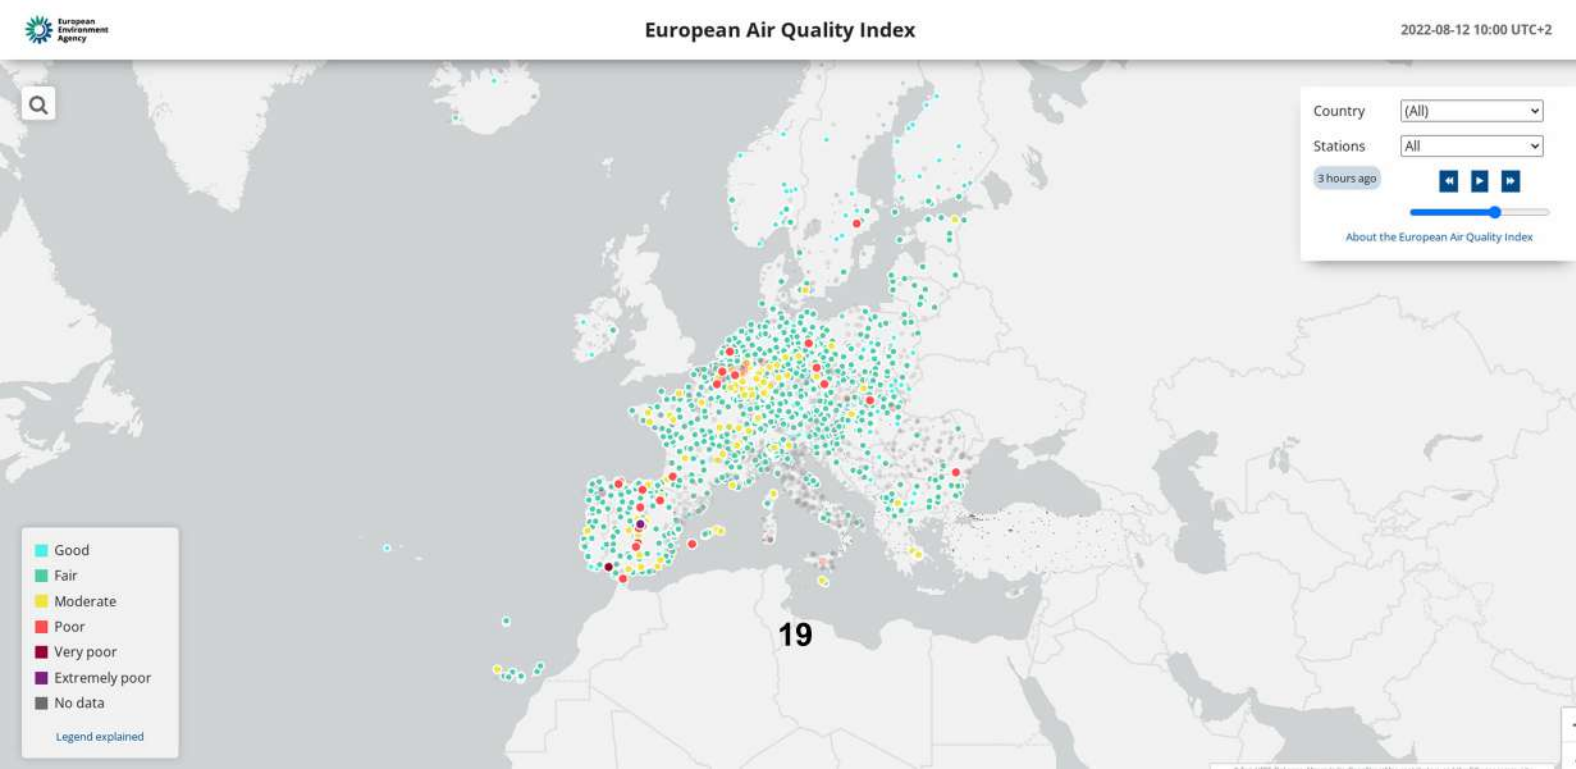 European
Environment
Agency
European Air Quality Index
2022-08-12 10:00 UTC+2
Country
(All)
Stations
All
3 hours ago
About the European Air Quality Index
Good
Fair
Moderate
Poor
Very poor
Extremely poor
No data
Legend explained
19